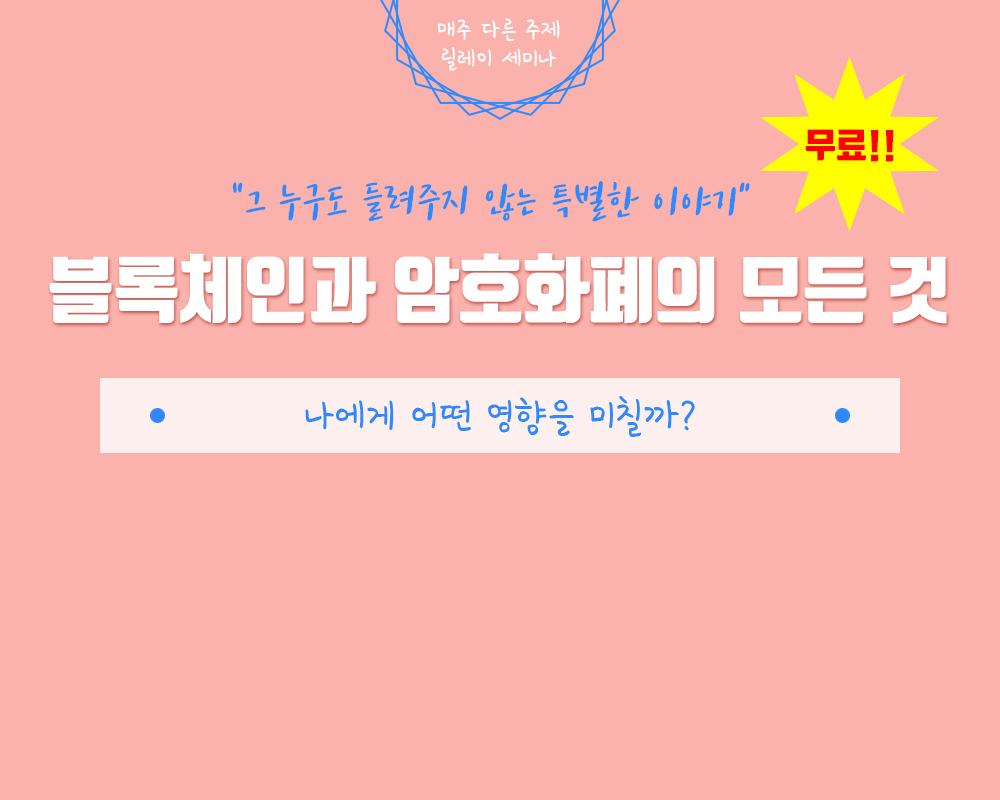 매주 다른 주제
릴레이 세미나
무료!!
"그 누구도 들려주지 않는 특별한 이야기"
블록체인과 암호화폐의 모든 것
나에게 어떤 영향을 미칠까?